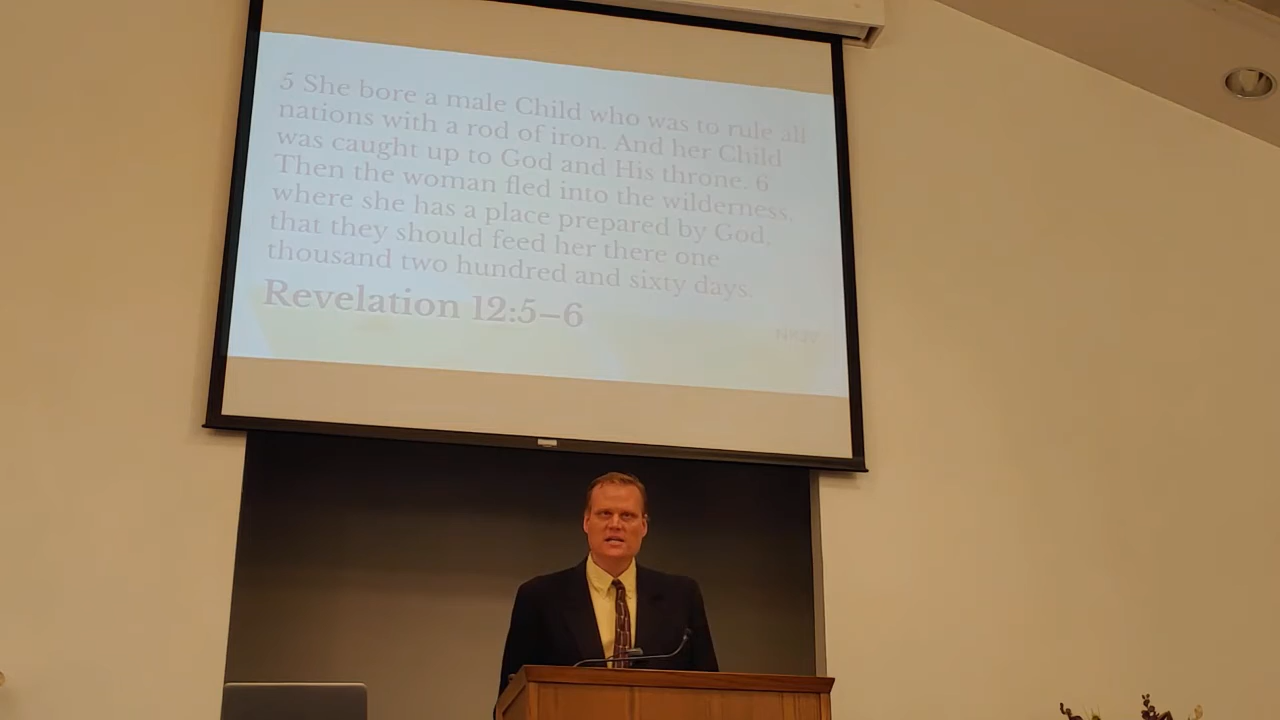 5 She bore a male Child who was to rule all
nations with a rod of iron. And her Child
was caught up to God and His throne. 6
Then the woman fled into the wilderness,
where she has a place prepared by God,
that they should feed her there one
thousand two hundred and sixty days.
Revelation 12:5–6
NKJV